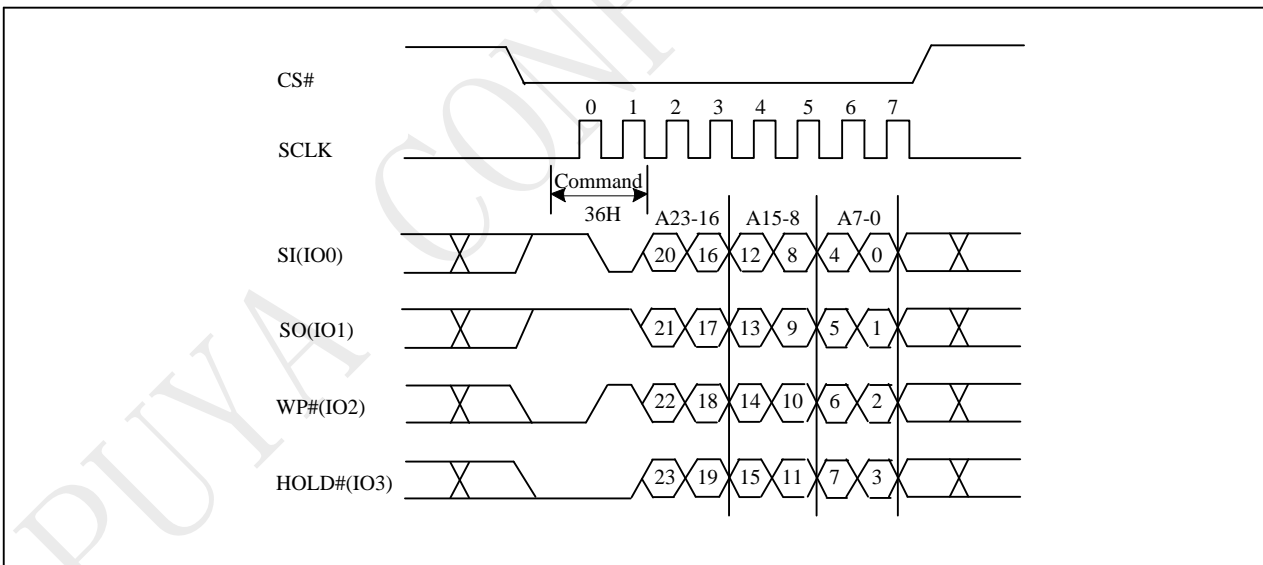 PUYA CONF
CS#
0 1 2 3 4 5 6 7
SCLK
Command
36H
A23-16 A15-8 A7-0
SI(IO0) 20 16 12 8 4 0
SO(IO1) 21 17 13 9 5 1
WP#(IO2) 22 18 14 10 6 2
HOLD#(IO3) 23 19 15 11 7 3